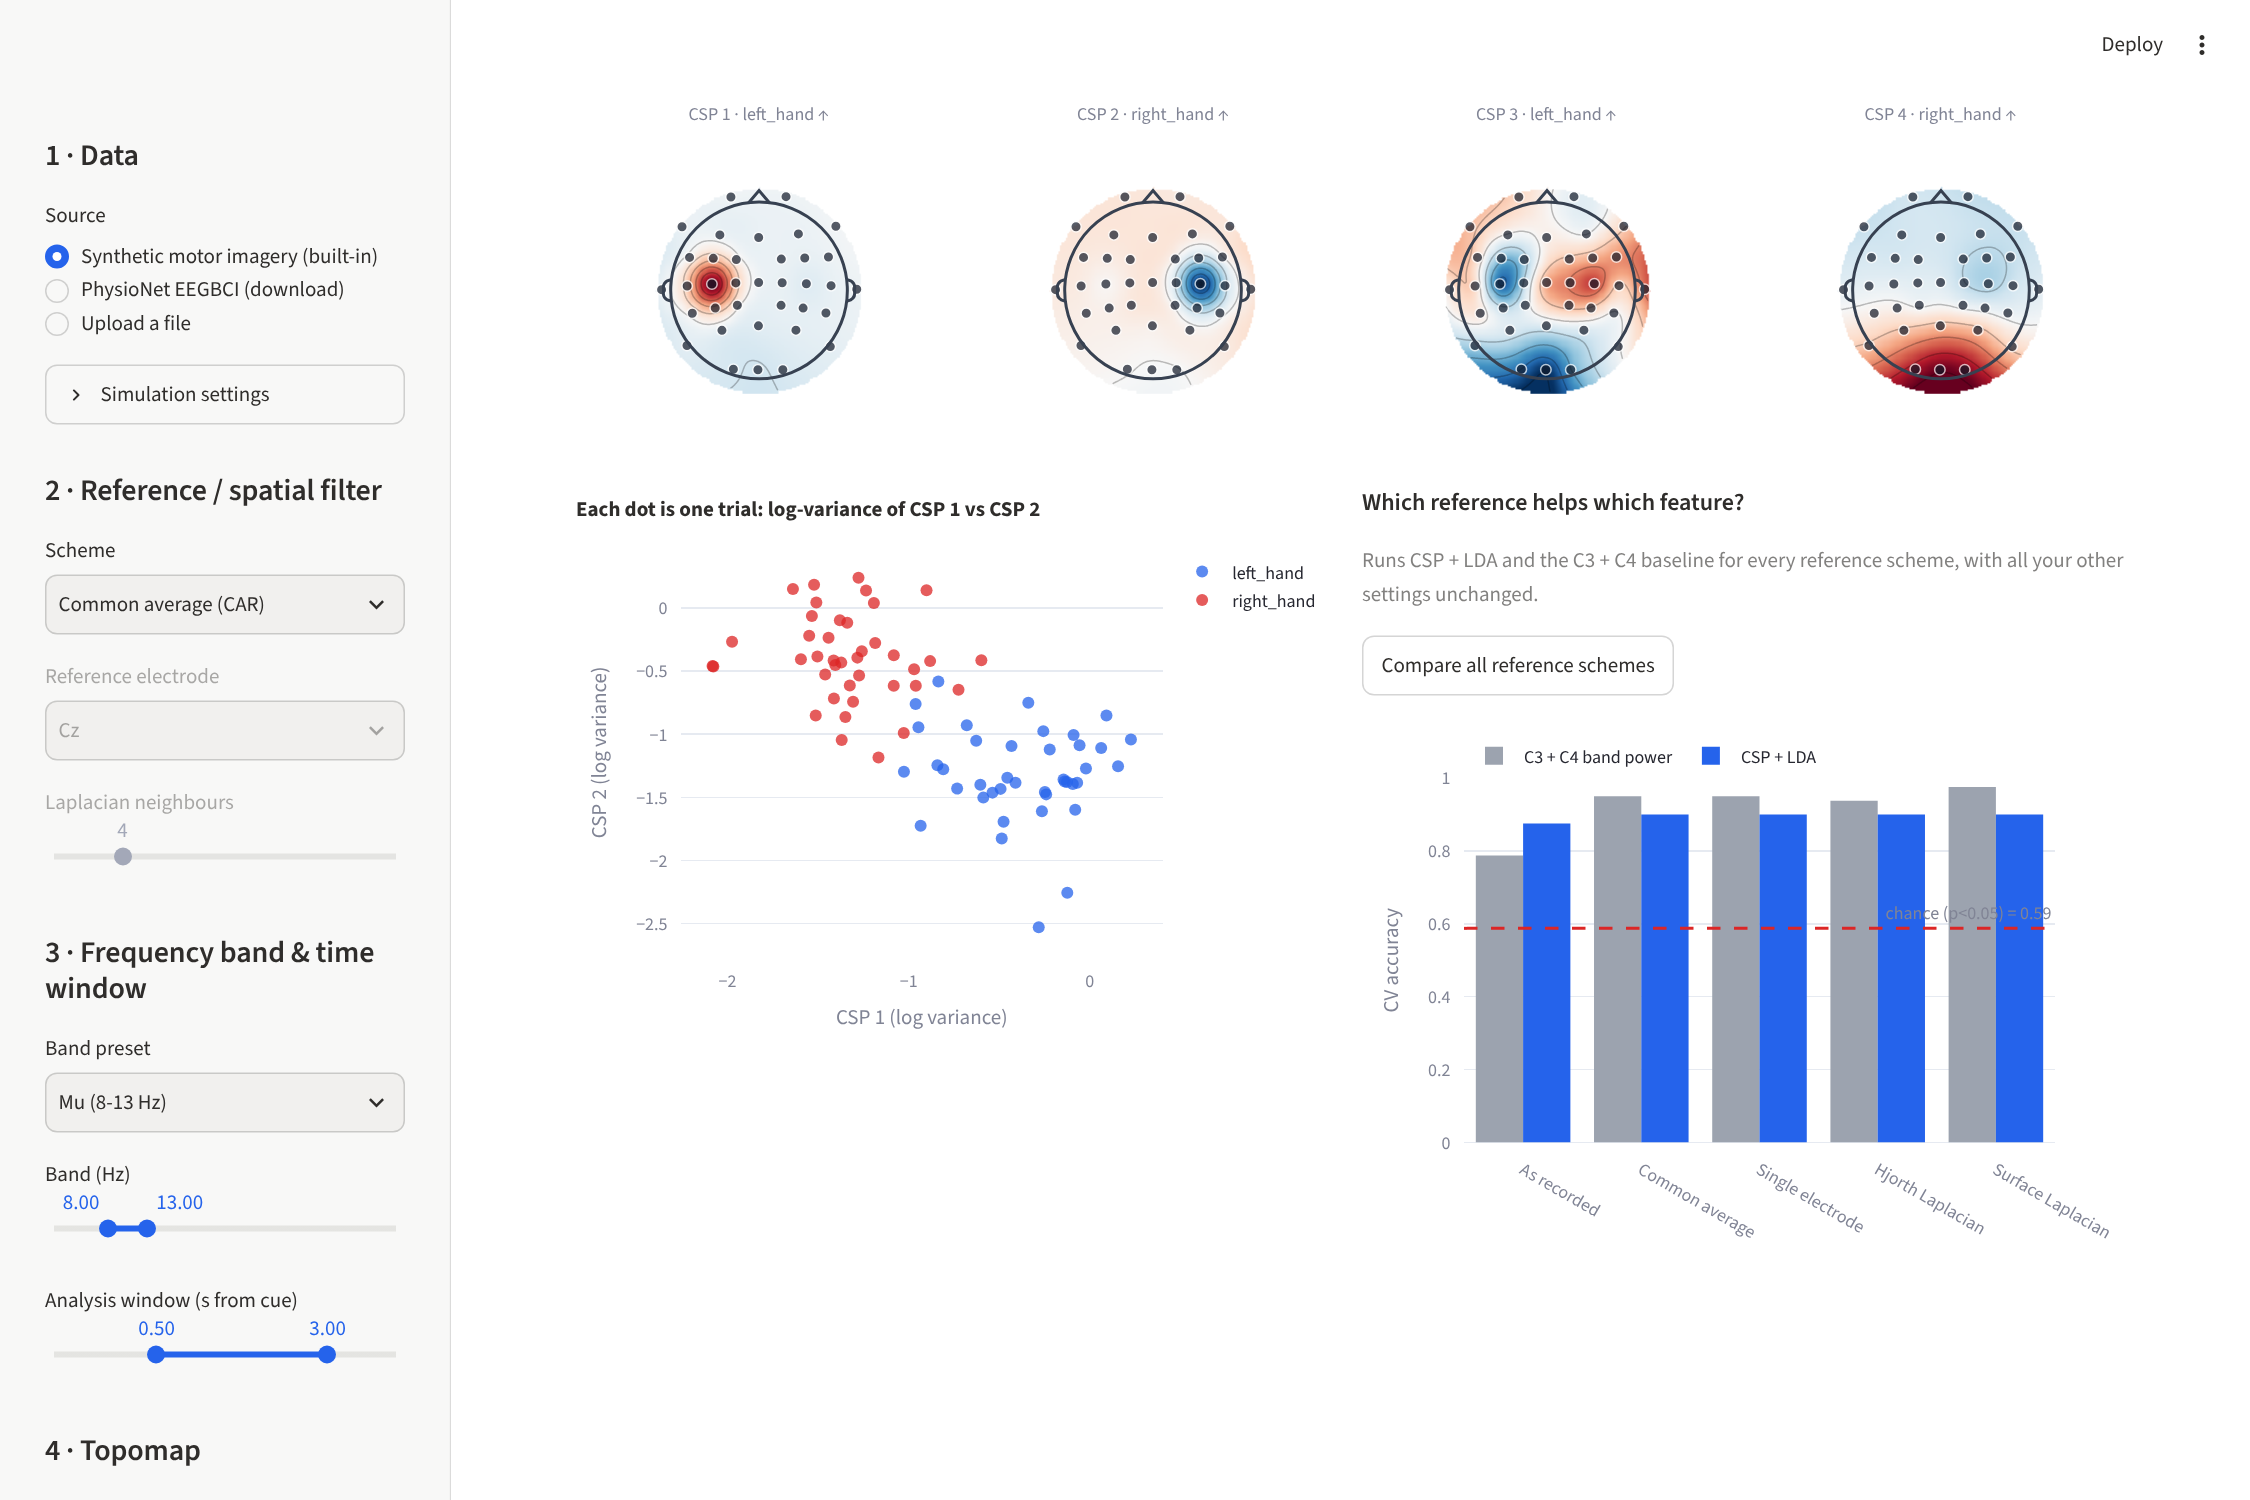 Deploy
1 · Data
Source
Synthetic motor imagery (built-in)
PhysioNet EEGBCI (download)
Upload a file
Simulation settings
2 · Reference / spatial filter
Scheme
Common average (CAR)
Reference electrode
Cz
Laplacian neighbours
4
3 · Frequency band & time
window
Band preset
Mu (8-13 Hz)
Band (Hz)
8.00 13.00
Analysis window (s from cue)
0.50 3.00
4 · Topomap
CSP 1 · left_hand ↑
CSP 2 · right_hand ↑
CSP 3 · left_hand ↑
CSP 4 · right_hand ↑
Each dot is one trial: log-variance of CSP 1 vs CSP 2
left_hand
right_hand
CSP 2 (log variance)
0
−0.5
−1
−1.5
−2
−2.5
−2 −1 0
CSP 1 (log variance)
Which reference helps which feature?
Runs CSP + LDA and the C3 + C4 baseline for every reference scheme, with all your other
settings unchanged.
Compare all reference schemes
C3 + C4 band power CSP + LDA
CV accuracy
1
0.8
0.6
0.4
0.2
0
chance (p<0.05) = 0.59
As recorded
Common average
Single electrode
Hjorth Laplacian
Surface Laplacian